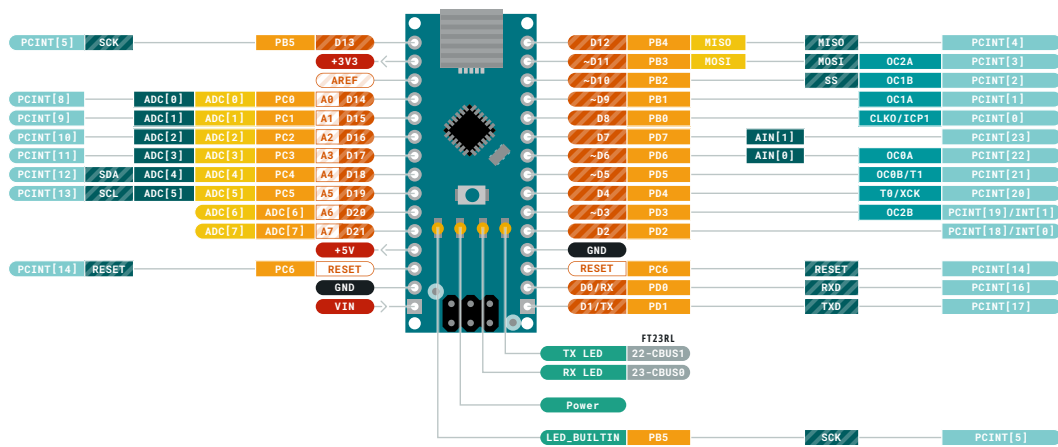 PCINT[5] SCK PB5 D13 D12 PB4 MISO MISO PCINT[4]
+3V3 ~D11 PB3 MOSI MOSI OC2A PCINT[3]
AREF ~D10 PB2 SS OC1B PCINT[2]
PCINT[8] ADC[0] ADC[0] PC0 A0 D14 ~D9 PB1 OC1A PCINT[1]
PCINT[9] ADC[1] ADC[1] PC1 A1 D15 D8 PB0 CLKO/ICP1 PCINT[0]
PCINT[10] ADC[2] ADC[2] PC2 A2 D16 D7 PD7 AIN[1] PCINT[23]
PCINT[11] ADC[3] ADC[3] PC3 A3 D17 ~D6 PD6 AIN[0] OC0A PCINT[22]
PCINT[12] SDA ADC[4] ADC[4] PC4 A4 D18 ~D5 PD5 OC0B/T1 PCINT[21]
PCINT[13] SCL ADC[5] ADC[5] PC5 A5 D19 D4 PD4 T0/XCK PCINT[20]
ADC[6] ADC[6] A6 D20 ~D3 PD3 OC2B PCINT[19]/INT[1]
ADC[7] ADC[7] A7 D21 D2 PD2 PCINT[18]/INT[0]
+5V GND
PCINT[14] RESET PC6 RESET RESET PC6 RESET PCINT[14]
GND D0/RX PD0 RXD PCINT[16]
VIN D1/TX PD1 TXD PCINT[17]
FT23RL
TX LED 22-CBUS1
RX LED 23-CBUS0
Power
LED_BUILTIN PB5 SCK PCINT[5]